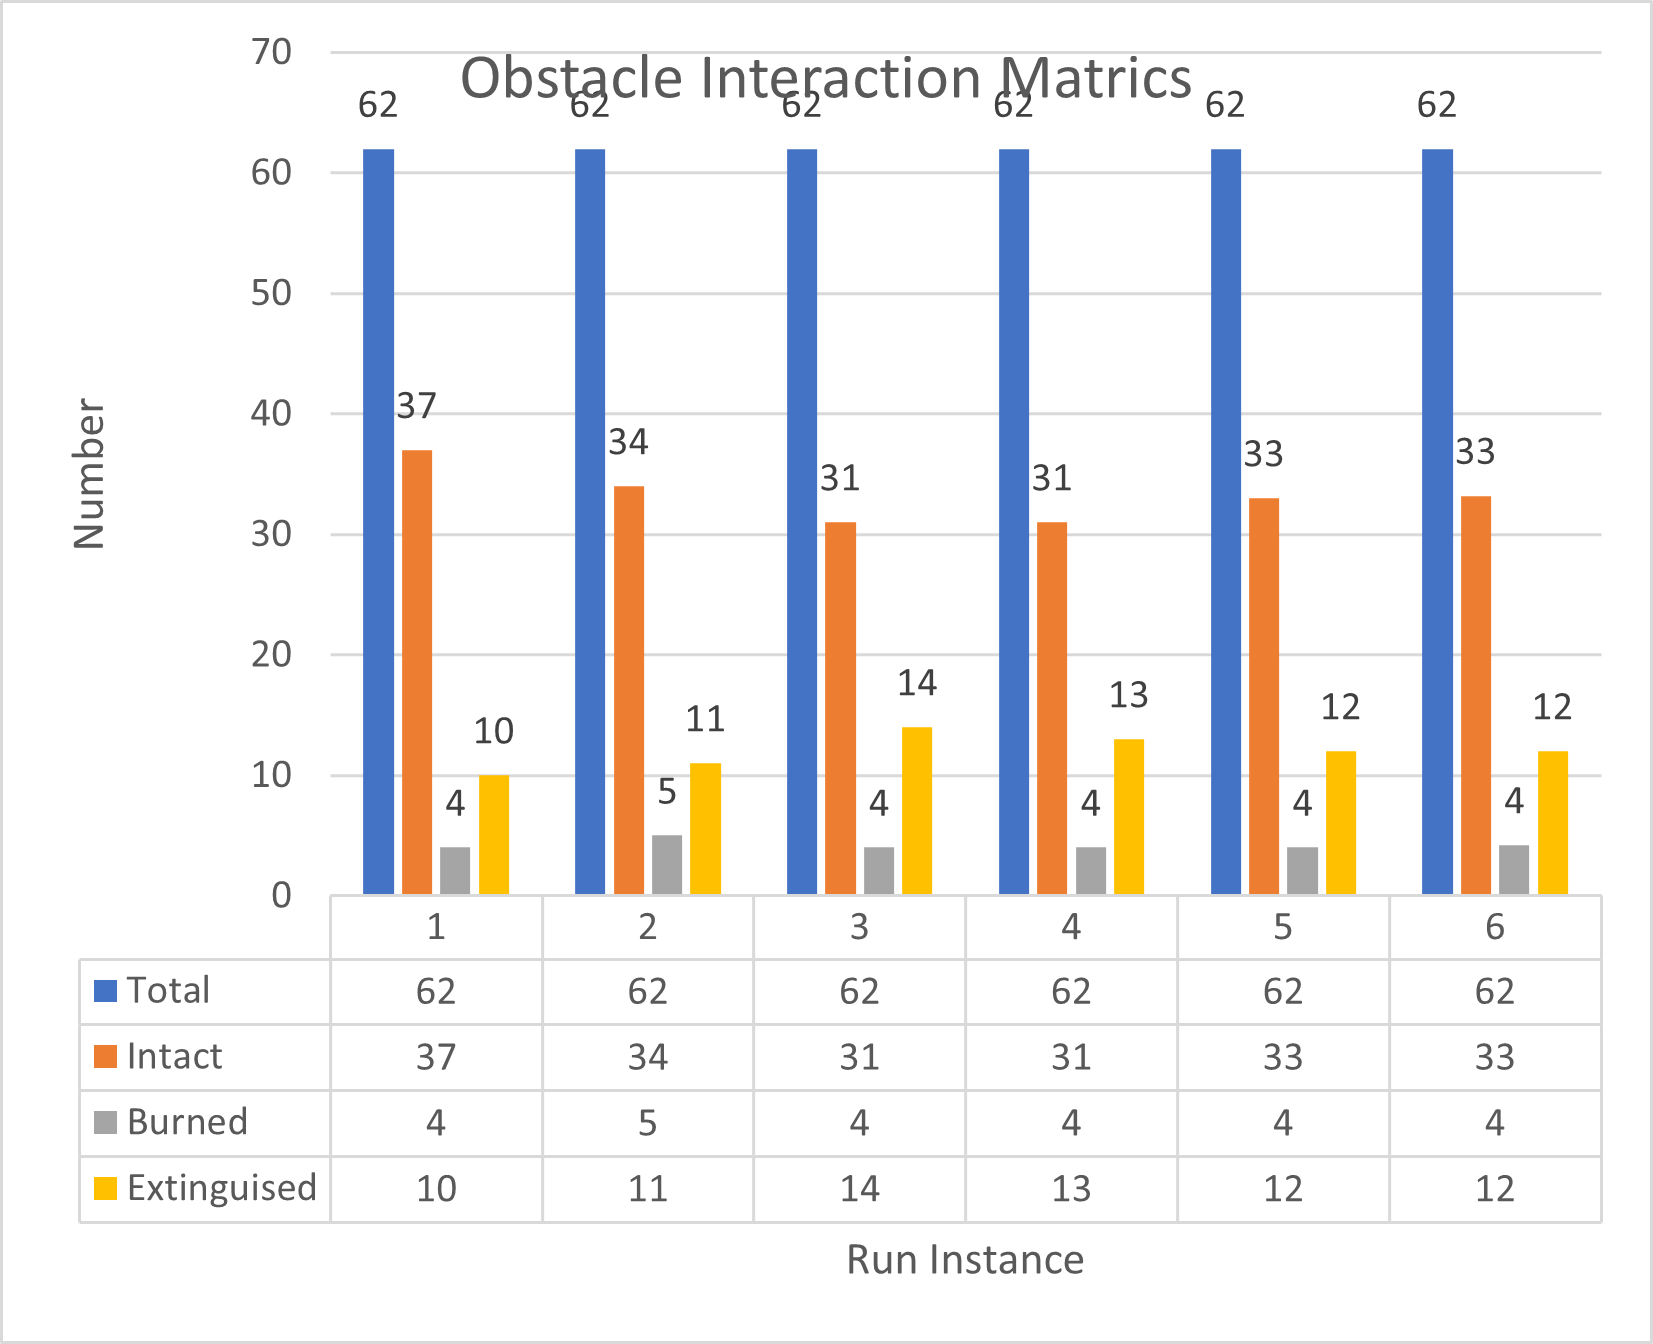 Obstacle Interaction Matrics
70
60
50
40
30
20
10
0
Number
62 62 62 62 62 62
37 34 31 31 33 33
4 5 4 4 4 4
10 11 14 13 12 12
1 2 3 4 5 6
Total 62 62 62 62 62 62
Intact 37 34 31 31 33 33
Burned 4 5 4 4 4 4
Extinguised 10 11 14 13 12 12
Run Instance